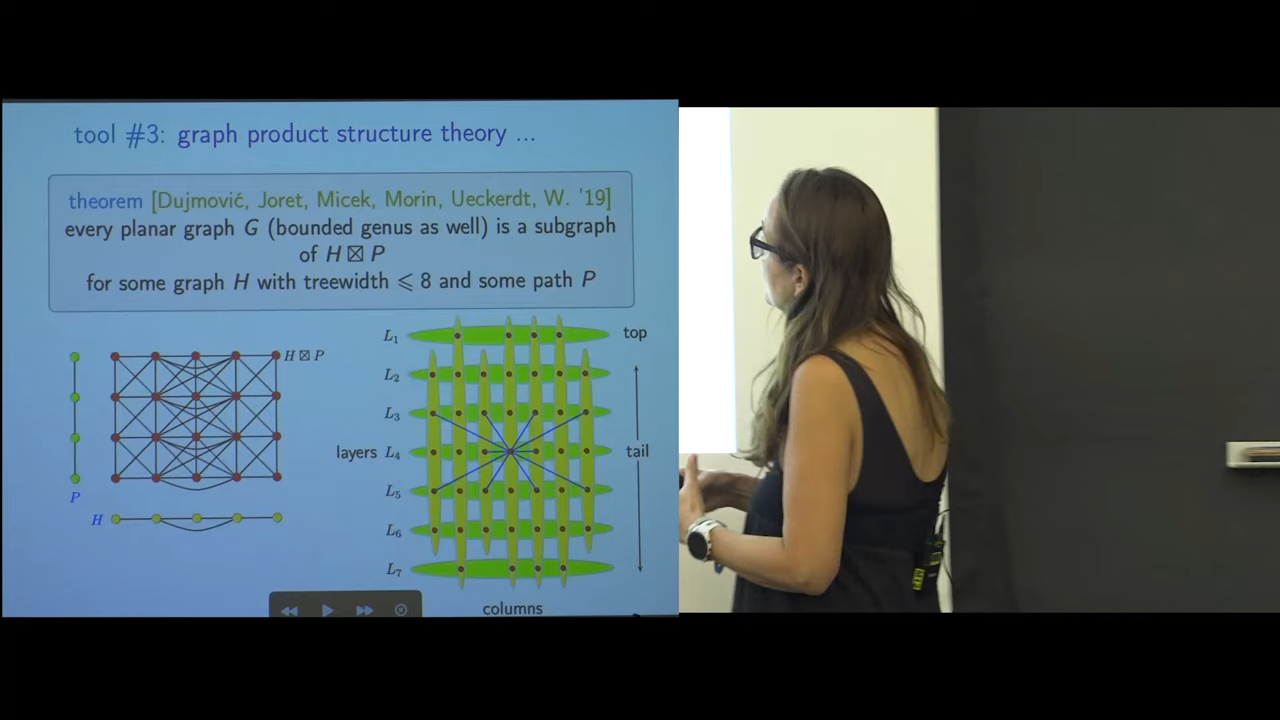 tool #3: graph product structure theory ...
theorem [Dujmović, Joret, Micek, Morin, Ueckerdt, W. '19]
every planar graph G (bounded genus as well) is a subgraph
of H ⊠ P
for some graph H with treewidth ⩽ 8 and some path P
H ⊠ P
P
H
L₁
top
L₂
L₃
layers L₄
tail
L₅
L₆
L₇
columns